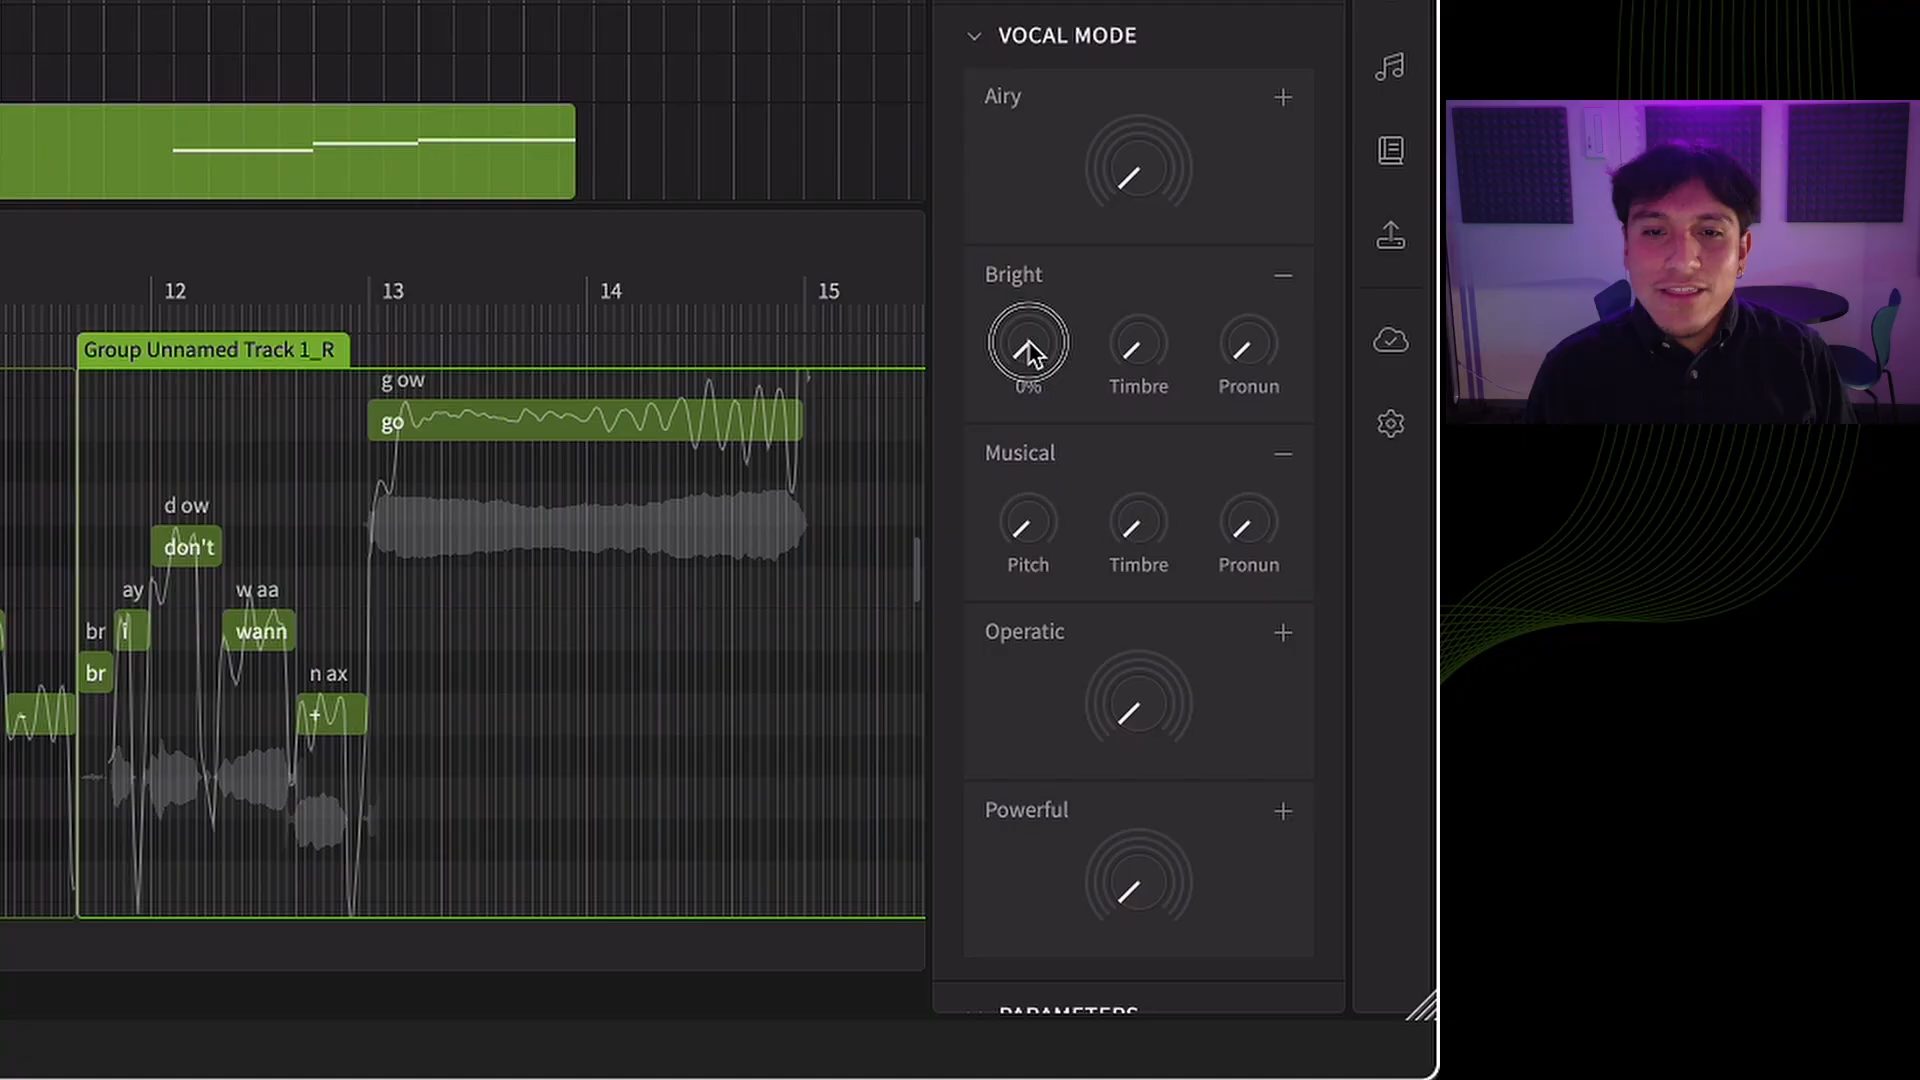 VOCAL MODE
Airy
Bright
0%
Timbre
Pronun
Musical
Pitch
Timbre
Pronun
Operatic
Powerful
PARAMETERS
12
13
14
15
Group Unnamed Track 1_R
g ow
go
d ow
don't
ay
i
w aa
wann
br
br
n ax
+
-